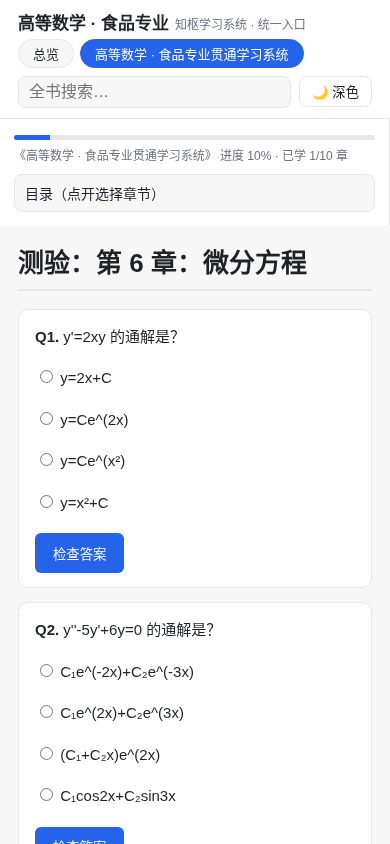 高等数学 · 食品专业 知枢学习系统 · 统一入口
总览 高等数学 · 食品专业贯通学习系统
全书搜索… 🌙 深色
《高等数学 · 食品专业贯通学习系统》 进度 10% · 已学 1/10 章
目录（点开选择章节）
测验：第 6 章：微分方程
Q1. y'=2xy 的通解是?
y=2x+C
y=Ce^(2x)
y=Ce^(x²)
y=x²+C
检查答案
Q2. y''-5y'+6y=0 的通解是?
C₁e^(-2x)+C₂e^(-3x)
C₁e^(2x)+C₂e^(3x)
(C₁+C₂x)e^(2x)
C₁cos2x+C₂sin3x
检查答案